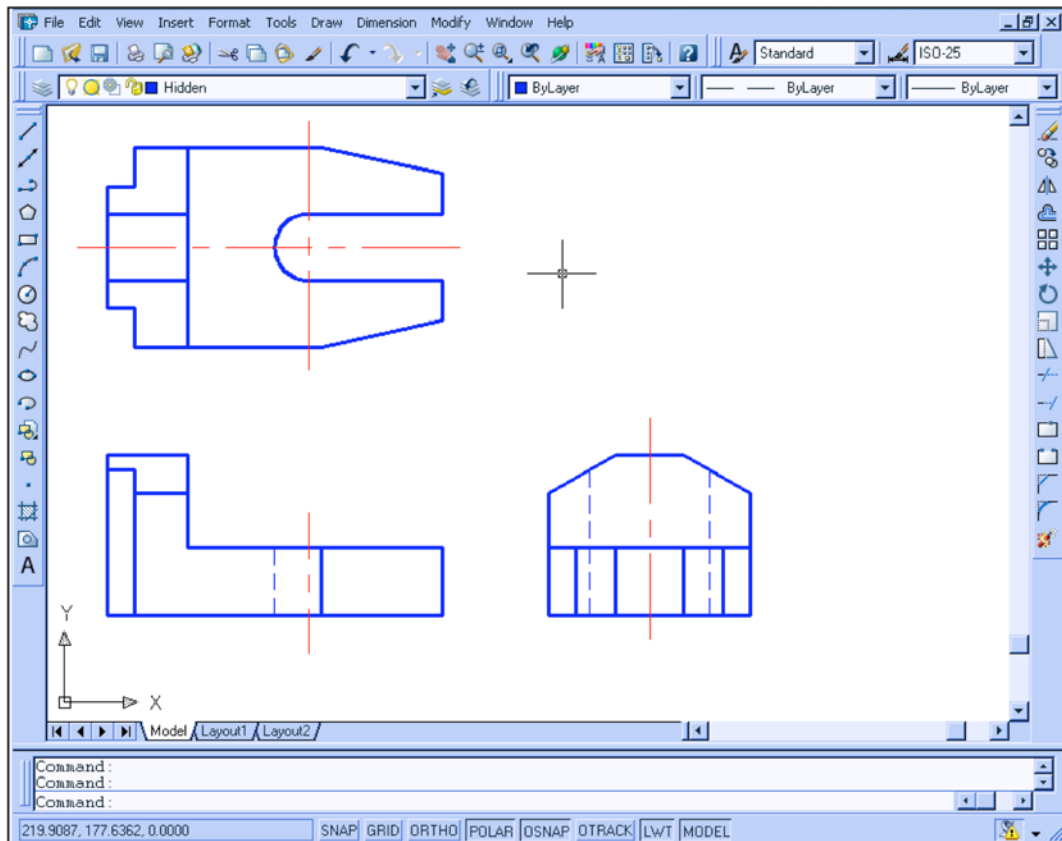 File Edit View Insert Format Tools Draw Dimension Modify Window Help
Standard ISO-25
Hidden ByLayer ByLayer ByLayer
A
Y
X
Model Layout1 Layout2
Command:
Command:
Command:
219.9087, 177.6362, 0.0000 SNAP GRID ORTHO POLAR OSNAP OTRACK LWT MODEL